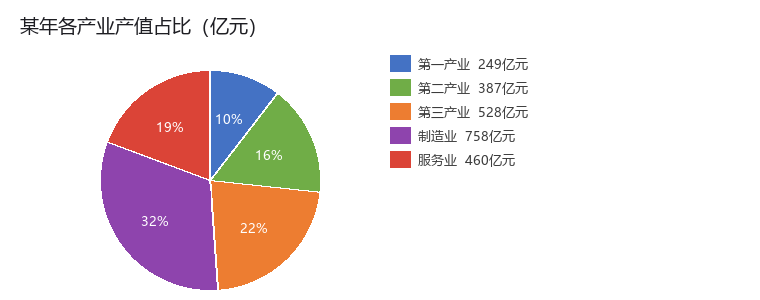 某年各产业产值占比（亿元）
第一产业 249亿元
第二产业 387亿元
第三产业 528亿元
制造业 758亿元
服务业 460亿元
10%
16%
22%
32%
19%